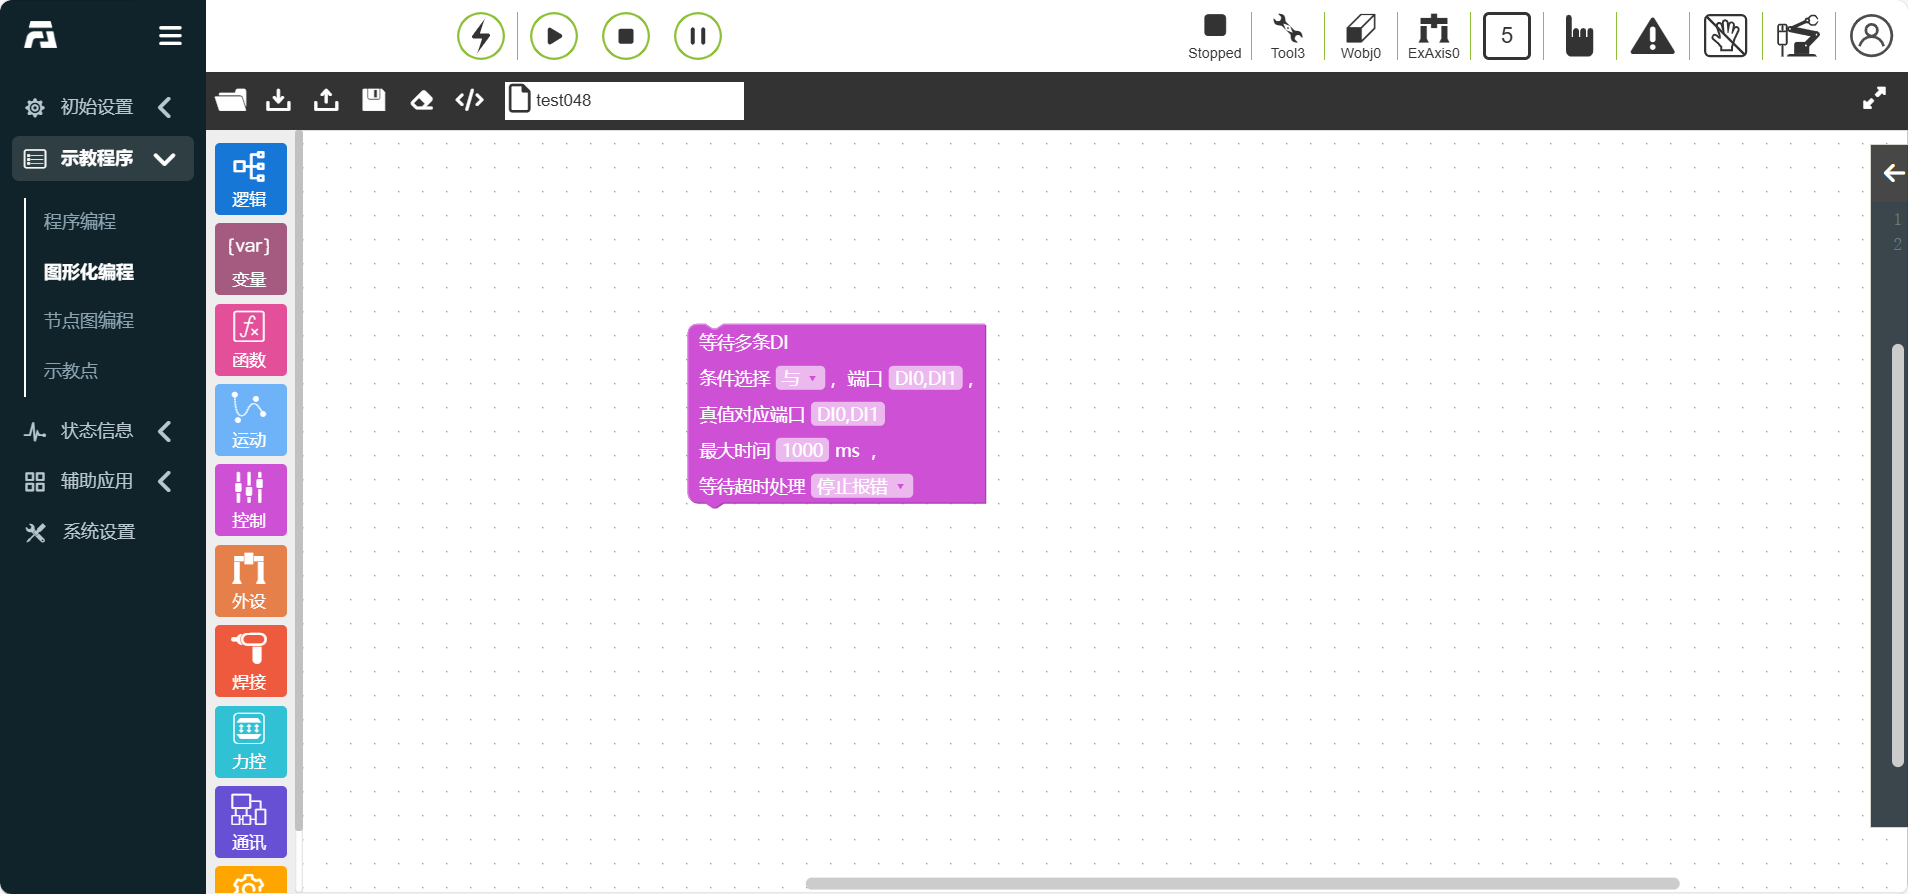 Stopped
Tool3
Wobj0
ExAxis0
5
test048
初始设置
示教程序
程序编程
图形化编程
节点图编程
示教点
状态信息
辅助应用
系统设置
逻辑
{var}
变量
fx
函数
运动
控制
外设
焊接
力控
通讯
等待多条DI
条件选择 与 ，端口 DI0,DI1 ，
真值对应端口 DI0,DI1
最大时间 1000 ms ，
等待超时处理 停止报错
1
2